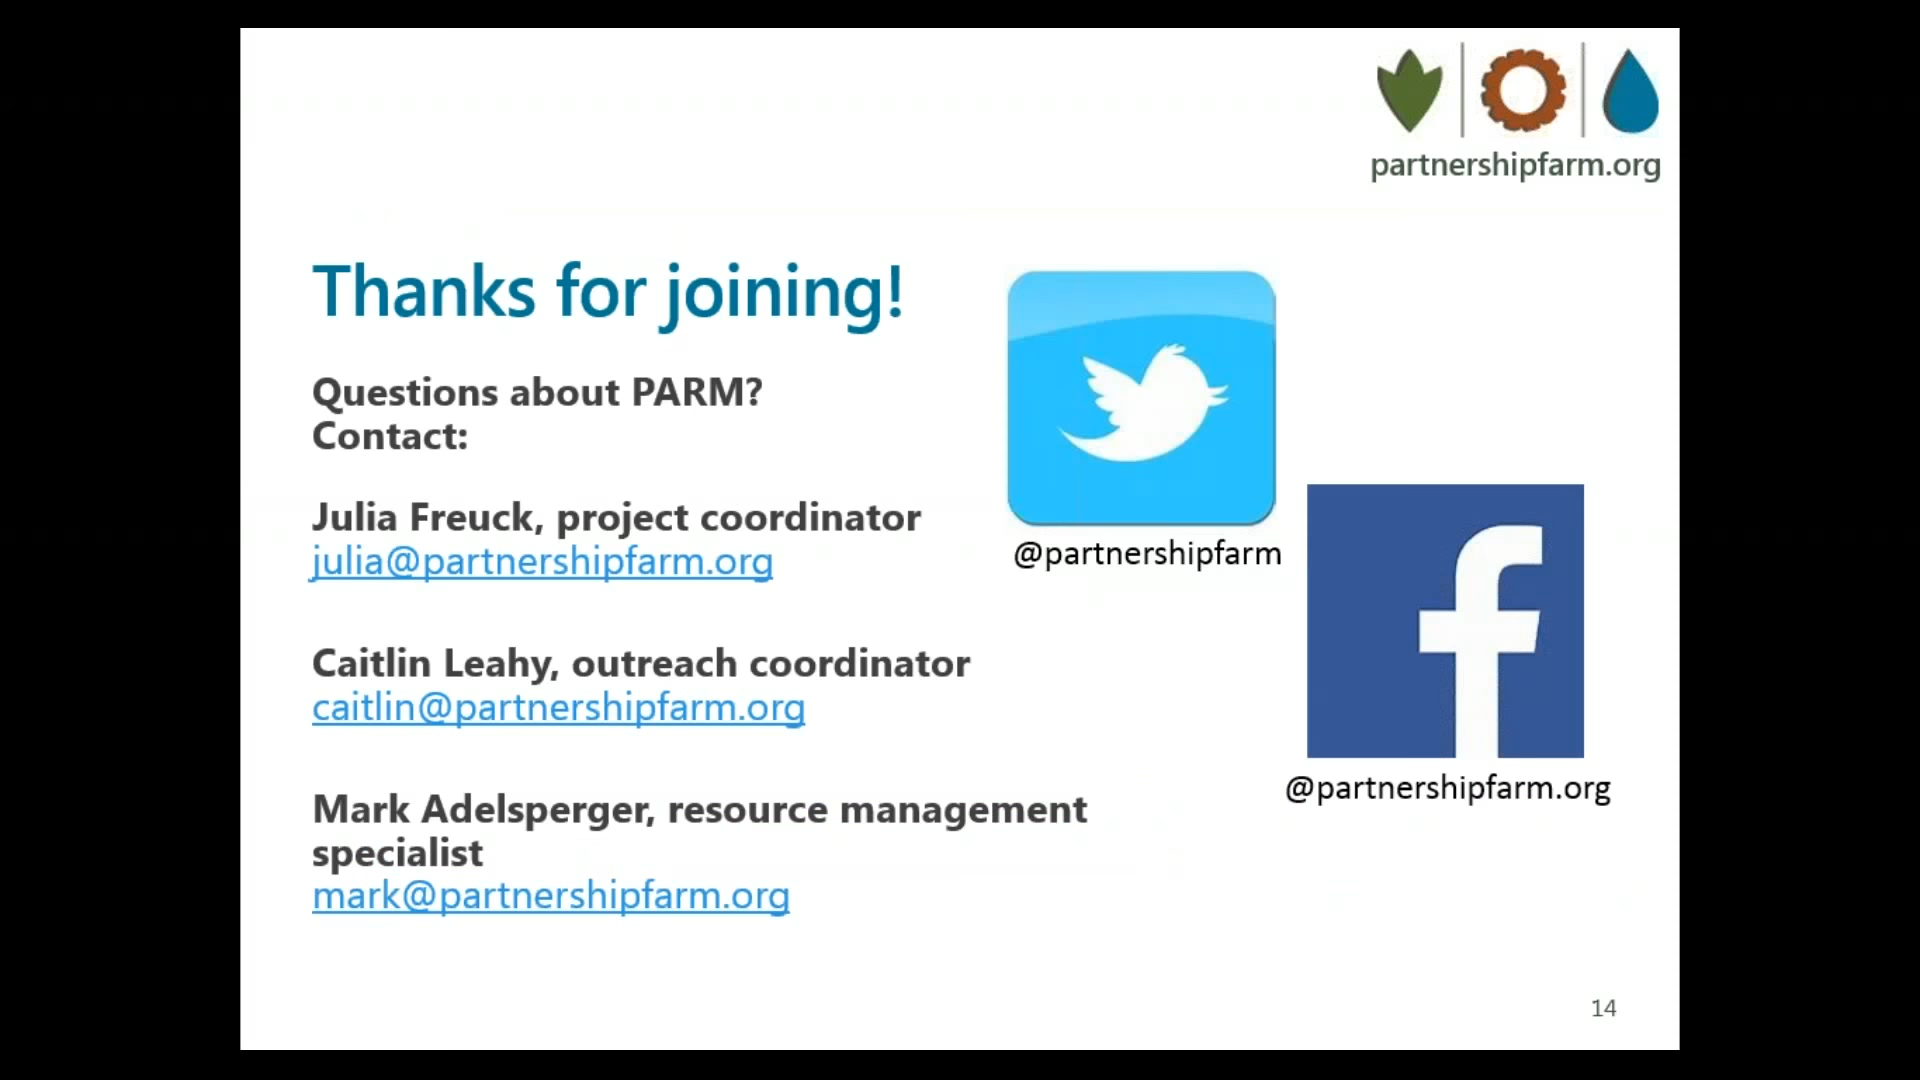 partnershipfarm.org
Thanks for joining!
Questions about PARM?
Contact:
Julia Freuck, project coordinator
julia@partnershipfarm.org
Caitlin Leahy, outreach coordinator
caitlin@partnershipfarm.org
Mark Adelsperger, resource management
specialist
mark@partnershipfarm.org
@partnershipfarm
@partnershipfarm.org
14